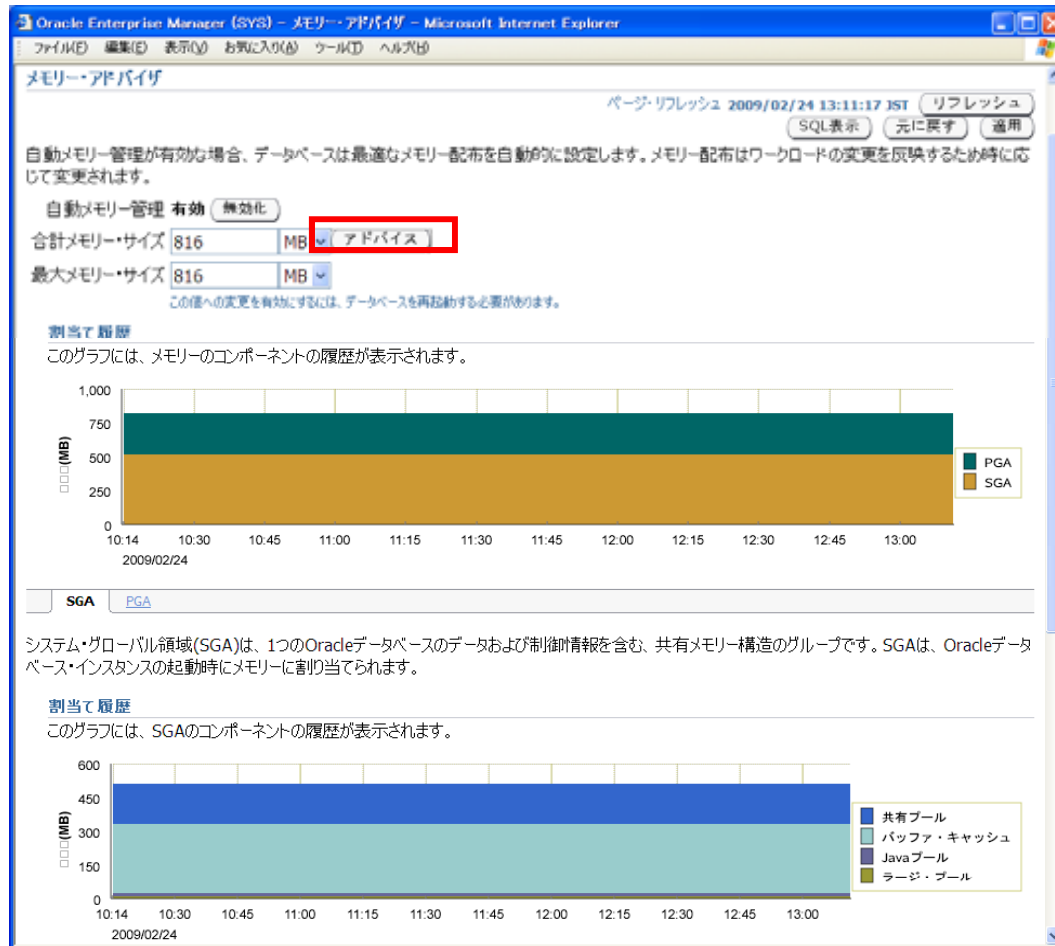 Oracle Enterprise Manager (SYS) - メモリー・アドバイザ - Microsoft Internet Explorer
ファイル(F) 編集(E) 表示(V) お気に入り(A) ツール(T) ヘルプ(H)
メモリー・アドバイザ
ページ・リフレッシュ 2009/02/24 13:11:17 JST リフレッシュ
SQL表示 元に戻す 適用
自動メモリー管理が有効な場合、データベースは最適なメモリー配布を自動的に設定します。メモリー配布はワークロードの変更を反映するため時に応
じて変更されます。
自動メモリー管理 有効 無効化
合計メモリー・サイズ 816 MB アドバイス
最大メモリー・サイズ 816 MB
この値への変更を有効にするには、データベースを再起動する必要があります。
割当て履歴
このグラフには、メモリーのコンポーネントの履歴が表示されます。
1,000
750
500
250
0
□□□(MB)
PGA
SGA
10:14 10:30 10:45 11:00 11:15 11:30 11:45 12:00 12:15 12:30 12:45 13:00
2009/02/24
SGA PGA
システム・グローバル領域(SGA)は、1つのOracleデータベースのデータおよび制御情報を含む、共有メモリー構造のグループです。SGAは、Oracleデータ
ベース・インスタンスの起動時にメモリーに割り当てられます。
割当て履歴
このグラフには、SGAのコンポーネントの履歴が表示されます。
600
450
300
150
0
□□□(MB)
共有プール
バッファ・キャッシュ
Javaプール
ラージ・プール
10:14 10:30 10:45 11:00 11:15 11:30 11:45 12:00 12:15 12:30 12:45 13:00
2009/02/24